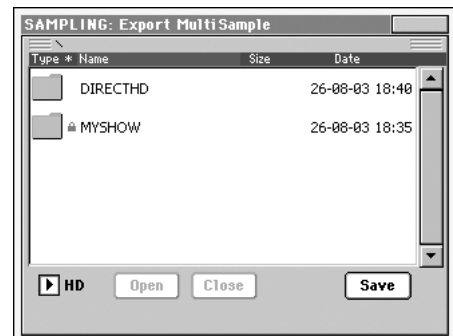 SAMPLING: Export MultiSample
Type * Name Size Date
DIRECTHD 26-08-03 18:40
MYSHOW 26-08-03 18:35
HD Open Close Save